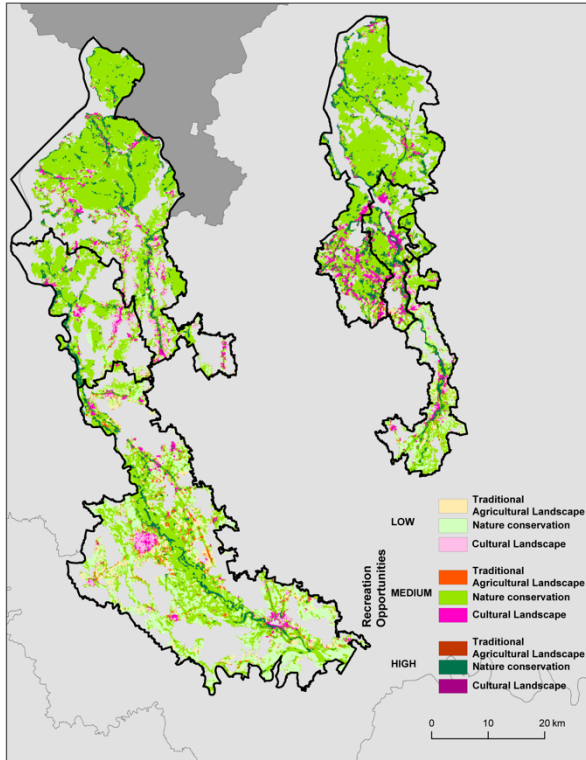 Recreation
Opportunities
LOW
Traditional
Agricultural Landscape
Nature conservation
Cultural Landscape
MEDIUM
Traditional
Agricultural Landscape
Nature conservation
Cultural Landscape
HIGH
Traditional
Agricultural Landscape
Nature conservation
Cultural Landscape
0 10 20 km